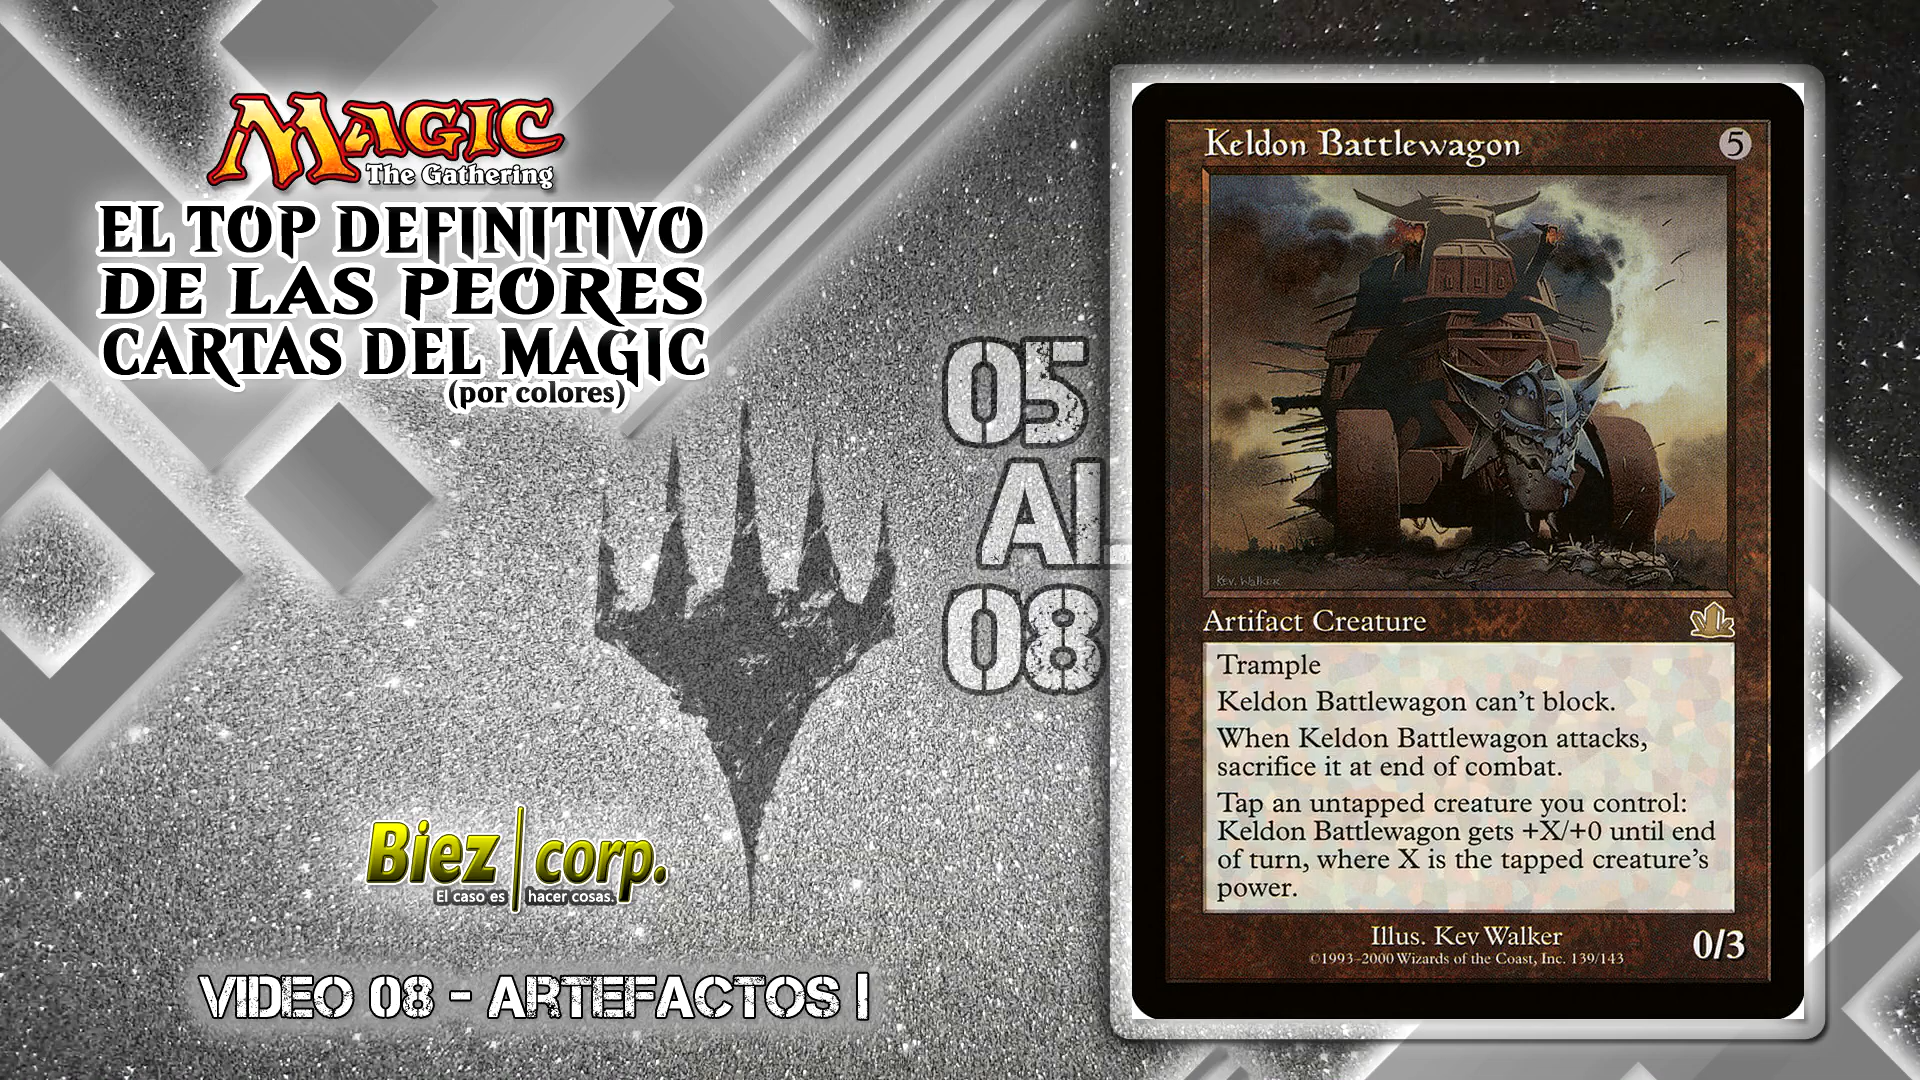 MAGIC
The Gathering
EL TOP DEFINITIVO
DE LAS PEORES
CARTAS DEL MAGIC
(por colores)
05
AL
08
Biez corp.
El caso es hacer cosas.
VIDEO 08 - ARTEFACTOS I
Keldon Battlewagon 5
Kev. Walker
Artifact Creature
Trample
Keldon Battlewagon can't block.
When Keldon Battlewagon attacks,
sacrifice it at end of combat.
Tap an untapped creature you control:
Keldon Battlewagon gets +X/+0 until end
of turn, where X is the tapped creature's
power.
Illus. Kev Walker
0/3
©1993-2000 Wizards of the Coast, Inc. 139/143